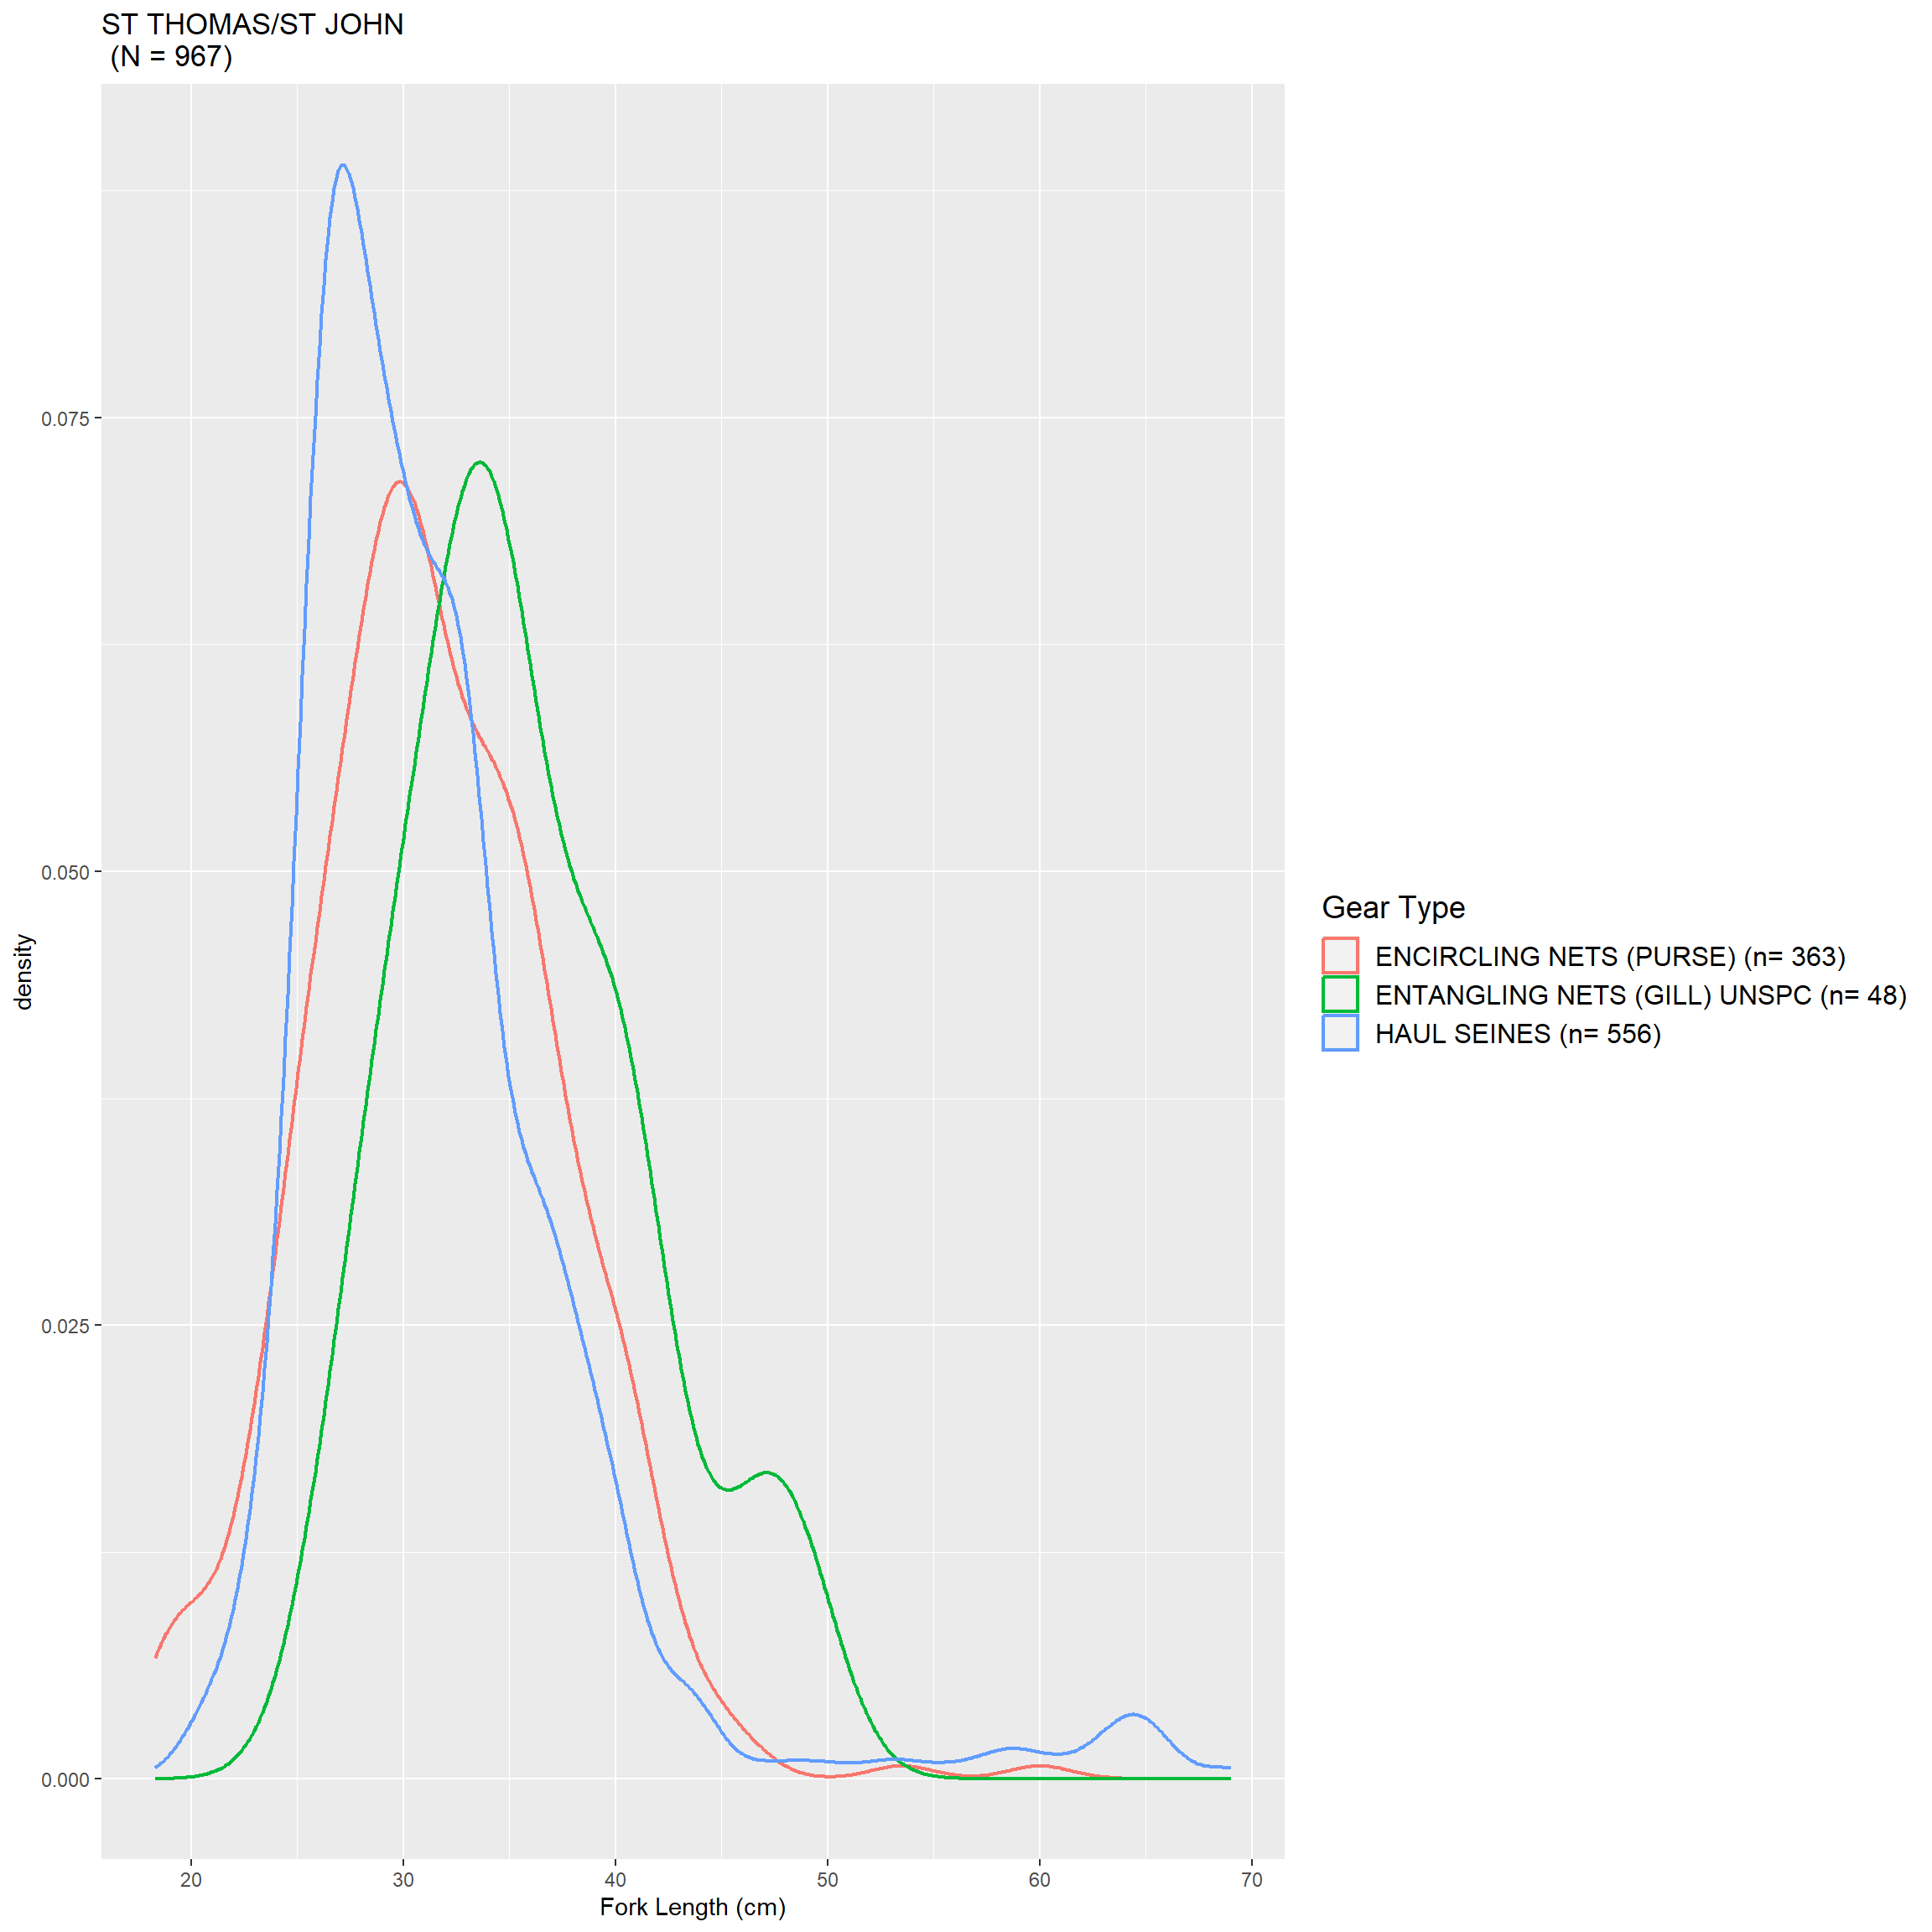 ST THOMAS/ST JOHN
(N = 967)
0.075
0.050
0.025
0.000
density
20 30 40 50 60 70
Fork Length (cm)
Gear Type
ENCIRCLING NETS (PURSE) (n= 363)
ENTANGLING NETS (GILL) UNSPC (n= 48)
HAUL SEINES (n= 556)